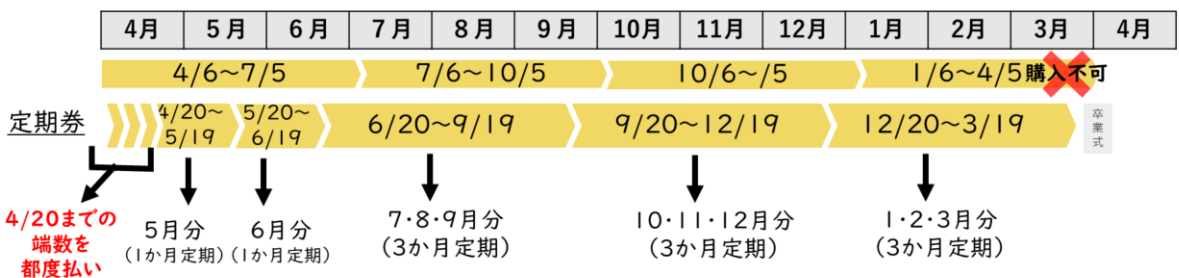 4月 5月 6月 7月 8月 9月 10月 11月 12月 1月 2月 3月 4月
4/6~7/5 7/6~10/5 10/6~/5 1/6~4/5 購入不可
定期券
4/20~
5/19
5/20~
6/19
6/20~9/19
9/20~12/19
12/20~3/19
卒業式
4/20までの
端数を
都度払い
5月分
(1か月定期)
6月分
(1か月定期)
7・8・9月分
(3か月定期)
10・11・12月分
(3か月定期)
1・2・3月分
(3か月定期)